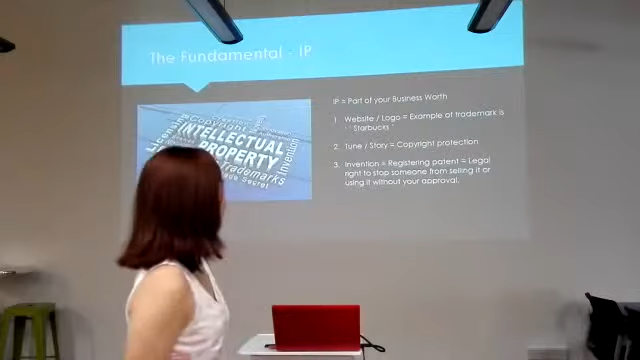 The Fundamental - IP
IP = Part of your Business Worth
1. Website / Logo = Example of trademark is
" Starbucks "
2. Tune / Story = Copyright protection
3. Invention = Registering patent = Legal
right to stop someone from selling it or
using it without your approval.
Copyright
INTELLECTUAL
PROPERTY
Invention
Trademarks
Secret